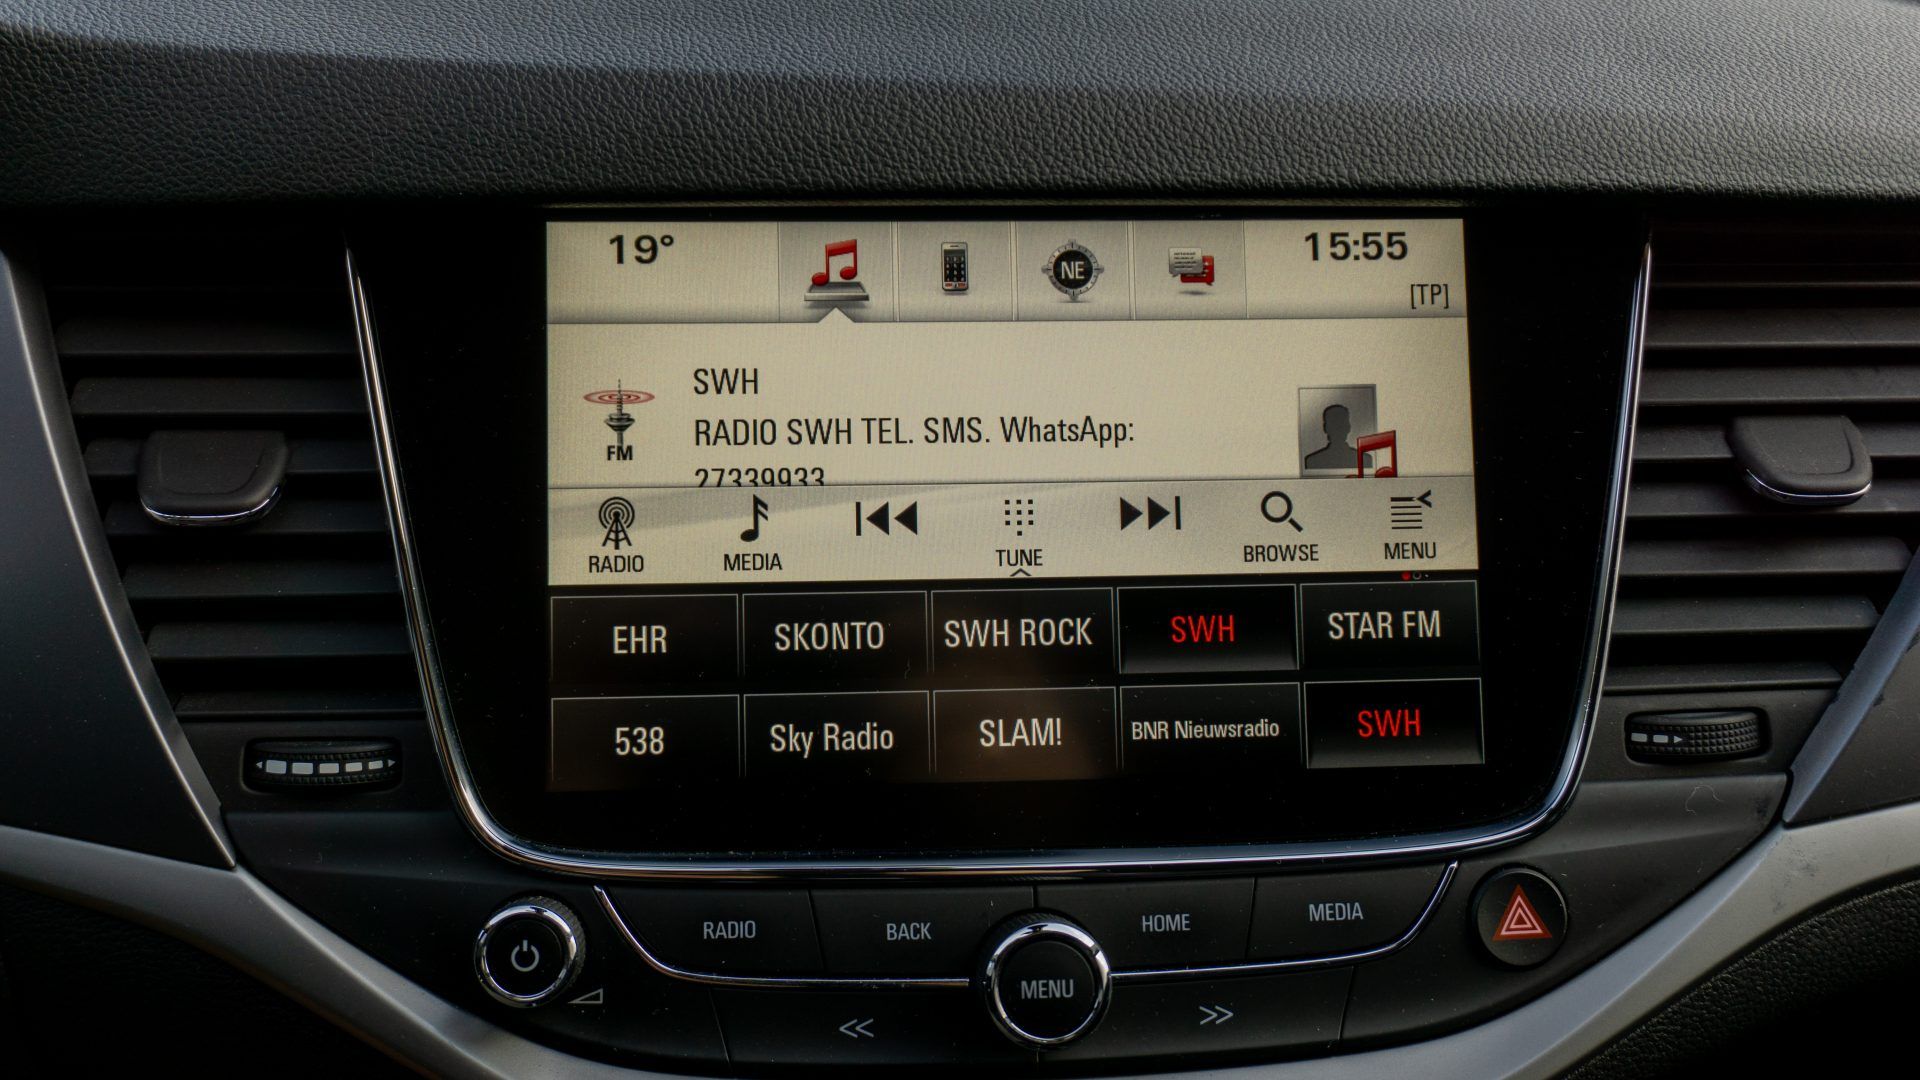 19°
NE
15:55
[TP]
SWH
RADIO SWH TEL. SMS. WhatsApp:
27339933
FM
RADIO
MEDIA
TUNE
BROWSE
MENU
EHR
SKONTO
SWH ROCK
SWH
STAR FM
538
Sky Radio
SLAM!
BNR Nieuwsradio
SWH
RADIO
BACK
HOME
MEDIA
MENU